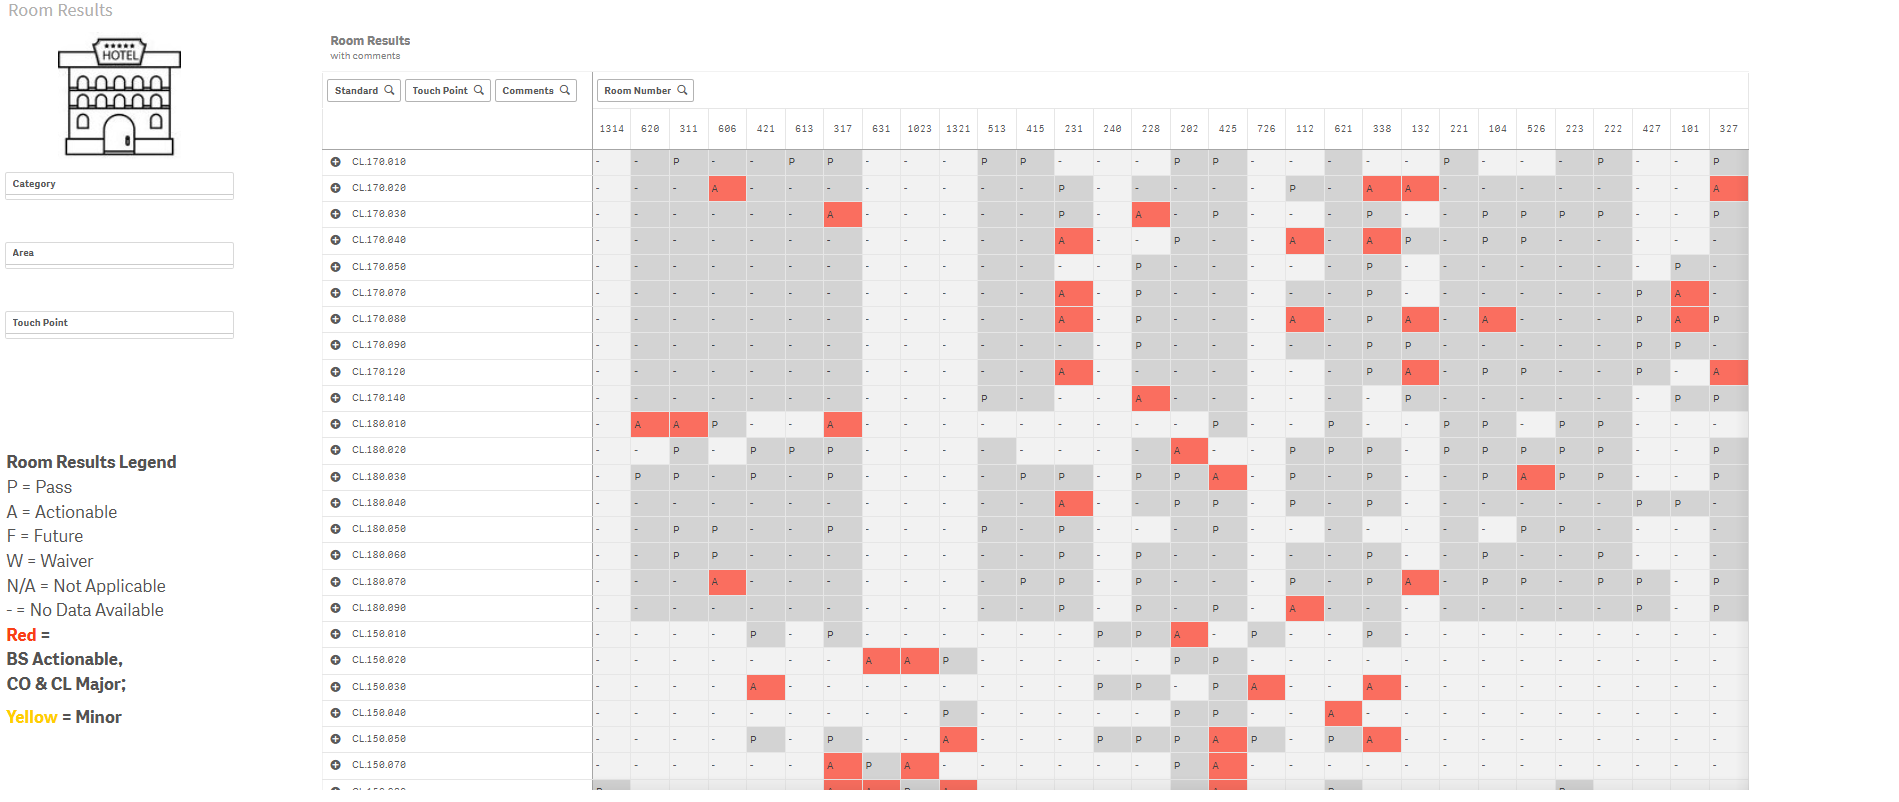 Room Results
HOTEL
Category
Area
Touch Point
Room Results Legend
P = Pass
A = Actionable
F = Future
W = Waiver
N/A = Not Applicable
- = No Data Available
Red =
BS Actionable,
CO & CL Major;
Yellow = Minor
Room Results
with comments
Standard Touch Point Comments Room Number
1314 620 311 606 421 613 317 631 1023 1321 513 415 231 240 228 202 425 726 112 621 338 132 221 104 526 223 222 427 101 327
CL.170.010 - - P - - P P - - - P P - - - P P - - - - - P - - - P - - P
CL.170.020 - - - A - - - - - - - - P - - - - - P - A A - - - - - - - A
CL.170.030 - - - - - - A - - - - - P - A - P - - - P - - P P P P - - P
CL.170.040 - - - - - - - - - - - - A - - P - - A - A P - P P - - - - -
CL.170.050 - - - - - - - - - - - - - - P - - - - - P - - - - - - - P -
CL.170.070 - - - - - - - - - - - - A - P - - - - - P - - - - - - P A -
CL.170.080 - - - - - - - - - - - - A - P - - - A - P A - A - - - P A P
CL.170.090 - - - - - - - - - - - - - - P - - - - - P P - - - - - P P -
CL.170.120 - - - - - - - - - - - - A - - - - - - - P A - P P - - P - A
CL.170.140 - - - - - - - - - - P - - - A - - - - - - P - - - - - - P P
CL.180.010 - A A P - - A - - - - - - - - - P - - P - - P P - P P - - -
CL.180.020 - - P - P P P - - - - - - - - A - - P P P - P P P P P - - P
CL.180.030 - P P - P - P - - - - P P - P P A - P - P - - P A P P - - P
CL.180.040 - - - - - - - - - - - - A - P P P - P - P - - - - - - P P -
CL.180.050 - - P P - - P - - - P - P - - - P - - - - - - - P P - - - -
CL.180.060 - - P P - - - - - - - - P - P - - - - - P - - P - - P - - -
CL.180.070 - - - A - - - - - - - P P - P - - - P - P A - P P - P P - P
CL.180.090 - - - - - - - - - - - - P - P - P - A - - - - - - - - P - P
CL.150.010 - - - - P - P - - - - - - P P A - P - - P - - - - - - - - -
CL.150.020 - - - - - - - A A P - - - - - P P - - - - - - - - - - - - -
CL.150.030 - - - - A - - - - - - - - P P - P A - - A - - - - - - - - -
CL.150.040 - - - - - - - - - P - - - - - P P - - A - - - - - - - - - -
CL.150.050 - - - - P - P - - A - - - P P P A P - P A - - - - - - - - -
CL.150.070 - - - - - - A P A - - - - - - P A - - - - - - - - - - - - -